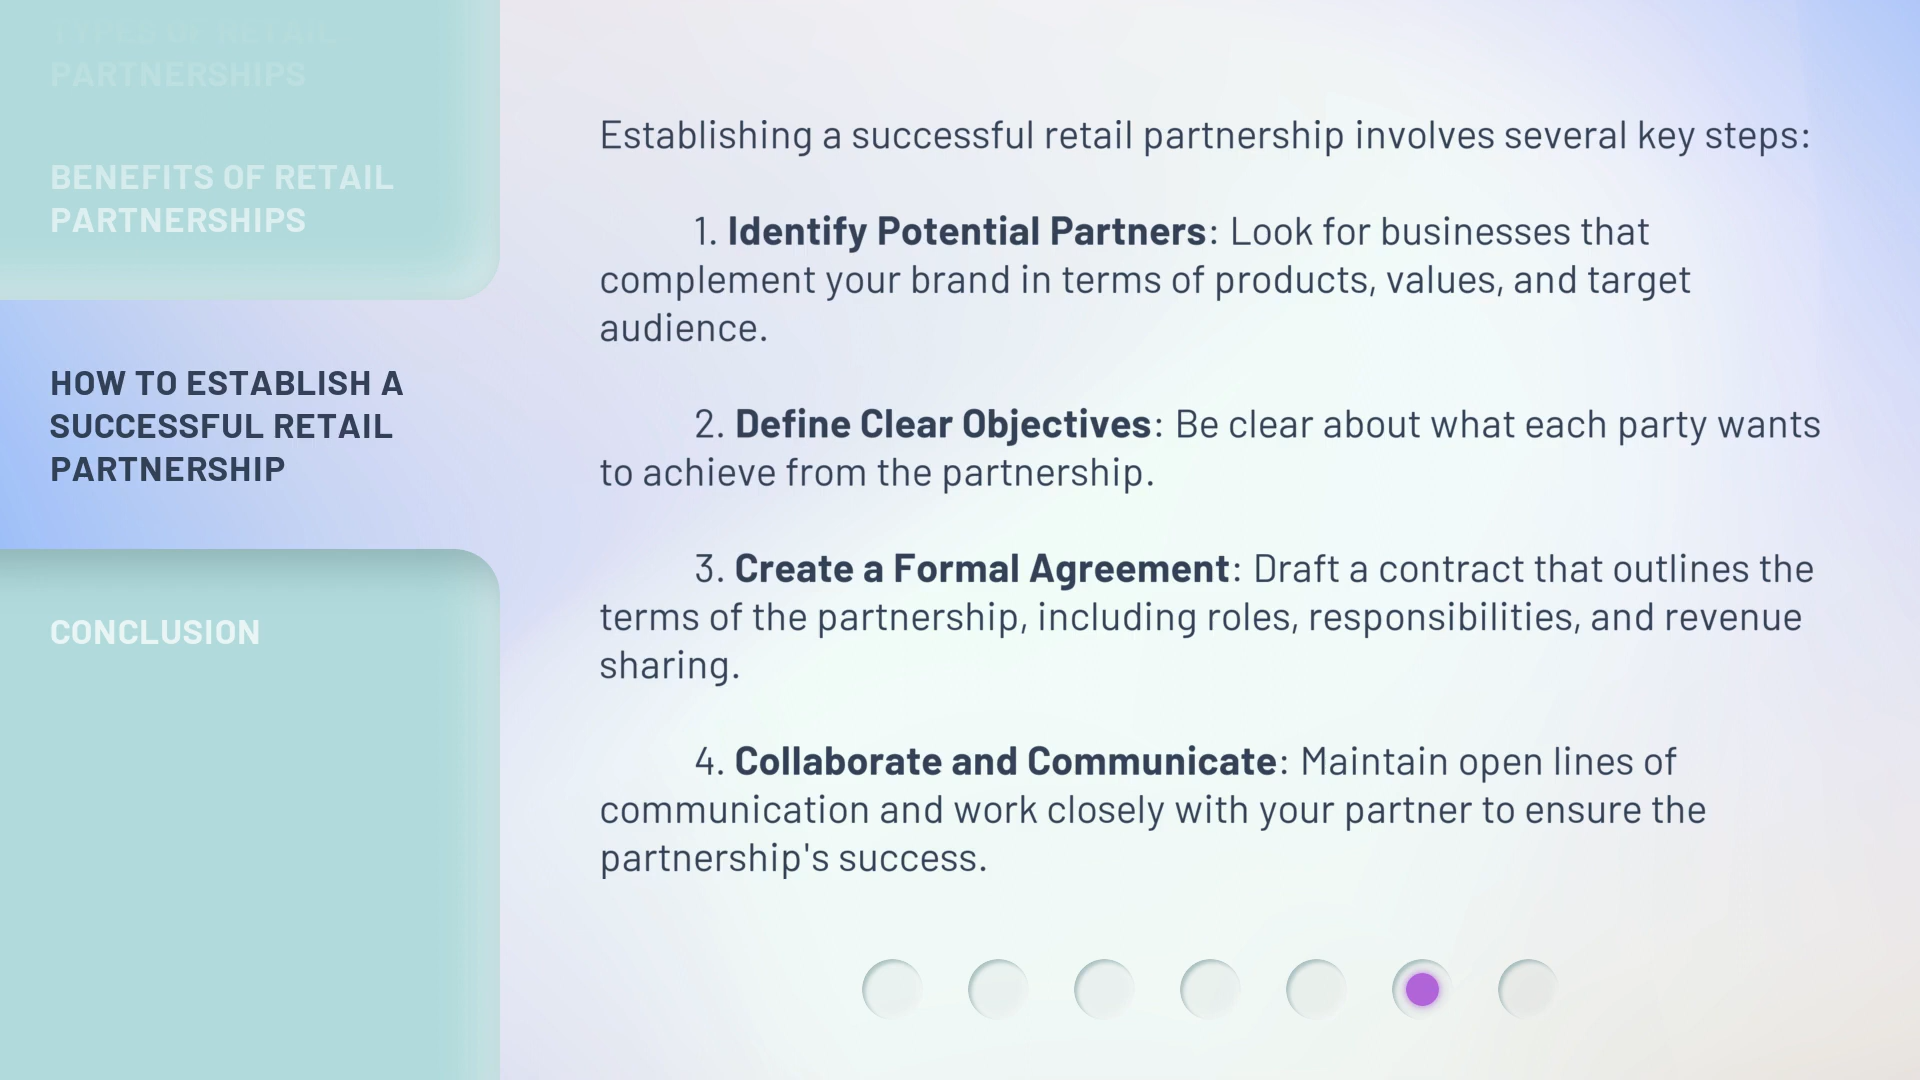 TYPES OF RETAIL
PARTNERSHIPS
BENEFITS OF RETAIL
PARTNERSHIPS
HOW TO ESTABLISH A
SUCCESSFUL RETAIL
PARTNERSHIP
CONCLUSION
Establishing a successful retail partnership involves several key steps:
1. Identify Potential Partners: Look for businesses that
complement your brand in terms of products, values, and target
audience.
2. Define Clear Objectives: Be clear about what each party wants
to achieve from the partnership.
3. Create a Formal Agreement: Draft a contract that outlines the
terms of the partnership, including roles, responsibilities, and revenue
sharing.
4. Collaborate and Communicate: Maintain open lines of
communication and work closely with your partner to ensure the
partnership's success.